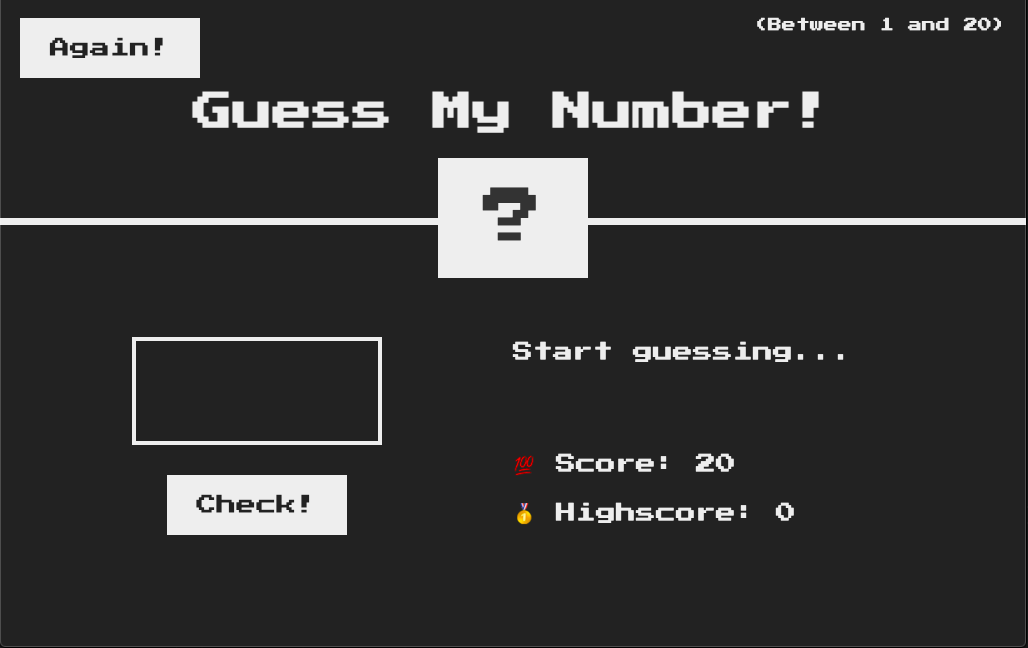 (Between 1 and 20)
Again!
Guess My Number!
?
Start guessing...
💯 Score: 20
🥇 Highscore: 0
Check!